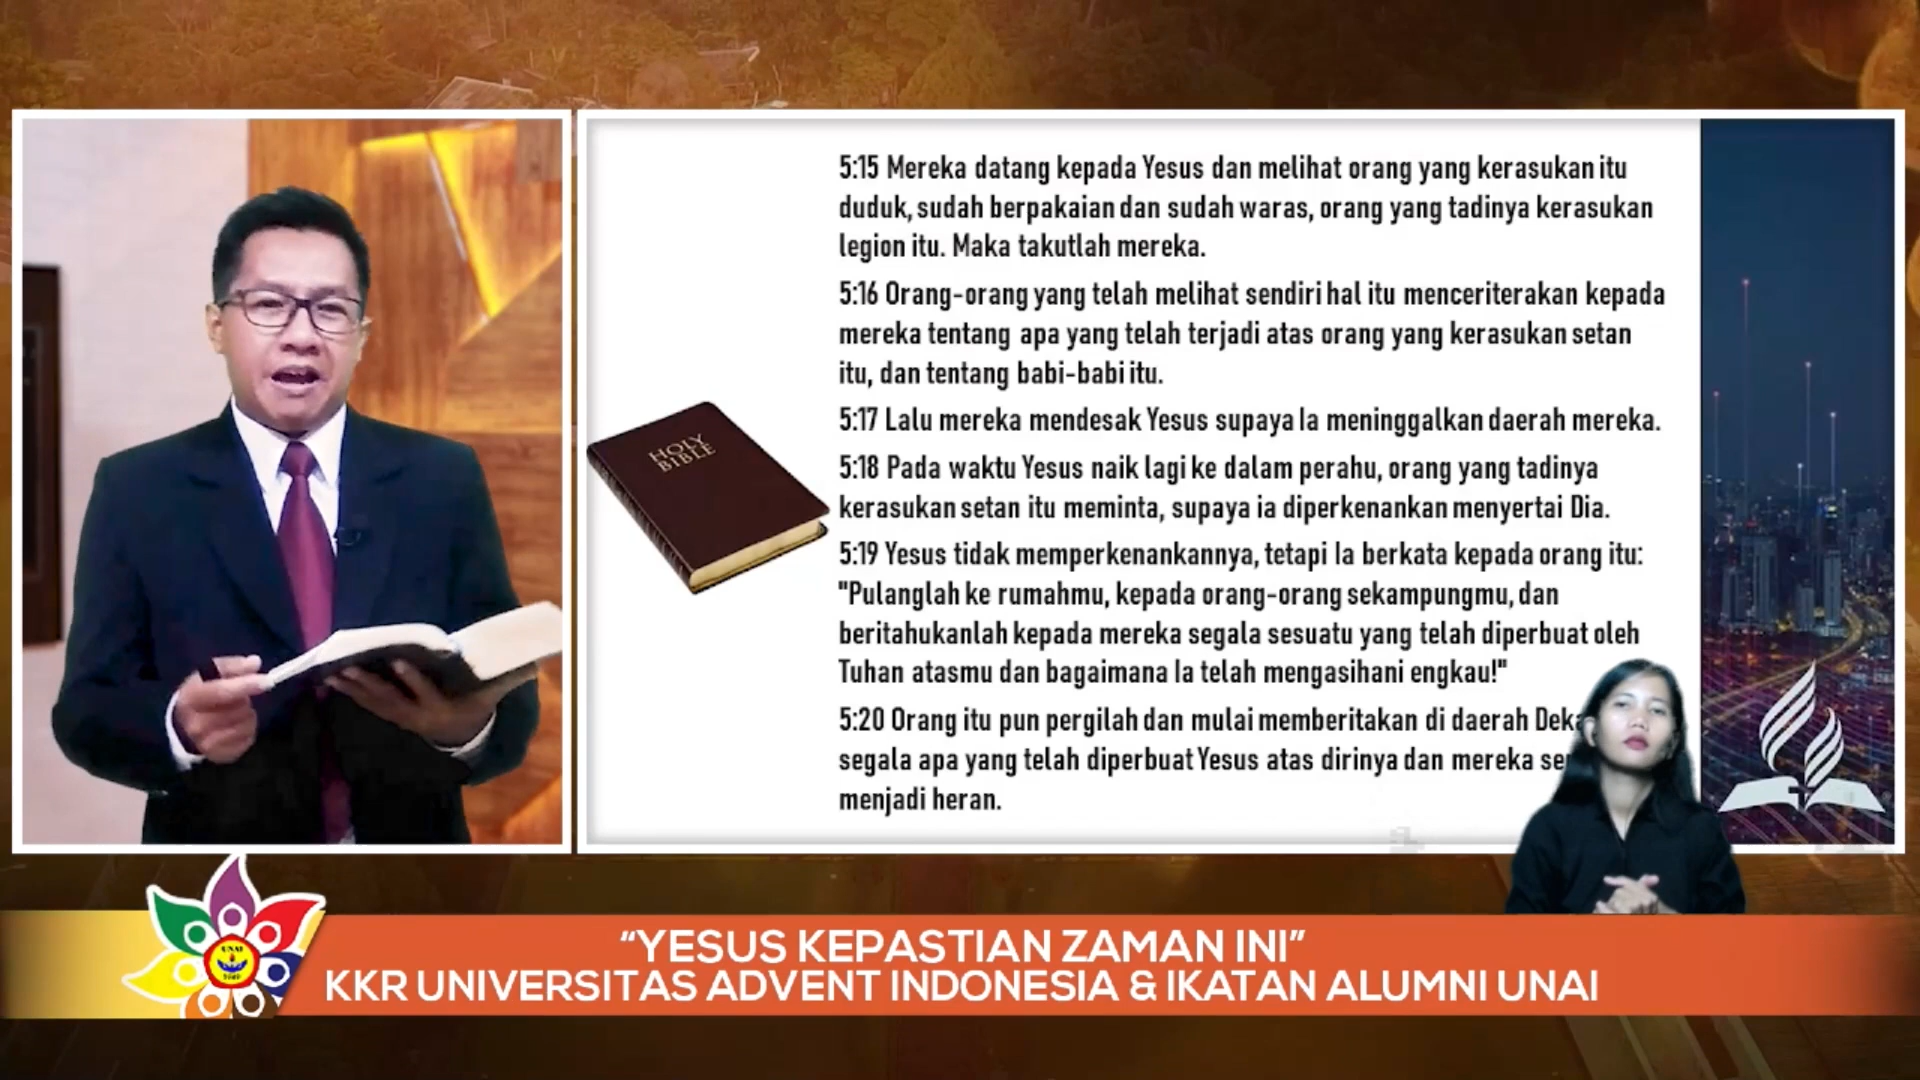 5:15 Mereka datang kepada Yesus dan melihat orang yang kerasukan itu
duduk, sudah berpakaian dan sudah waras, orang yang tadinya kerasukan
legion itu. Maka takutlah mereka.
5:16 Orang-orang yang telah melihat sendiri hal itu menceriterakan kepada
mereka tentang apa yang telah terjadi atas orang yang kerasukan setan
itu, dan tentang babi-babi itu.
5:17 Lalu mereka mendesak Yesus supaya Ia meninggalkan daerah mereka.
5:18 Pada waktu Yesus naik lagi ke dalam perahu, orang yang tadinya
kerasukan setan itu meminta, supaya ia diperkenankan menyertai Dia.
5:19 Yesus tidak memperkenankannya, tetapi Ia berkata kepada orang itu:
"Pulanglah ke rumahmu, kepada orang-orang sekampungmu, dan
beritahukanlah kepada mereka segala sesuatu yang telah diperbuat oleh
Tuhan atasmu dan bagaimana Ia telah mengasihani engkau!"
5:20 Orang itu pun pergilah dan mulai memberitakan di daerah
segala apa yang telah diperbuat Yesus atas dirinya dan mereka
menjadi heran.
HOLY
BIBLE
UNAI
"YESUS KEPASTIAN ZAMAN INI"
KKR UNIVERSITAS ADVENT INDONESIA & IKATAN ALUMNI UNAI